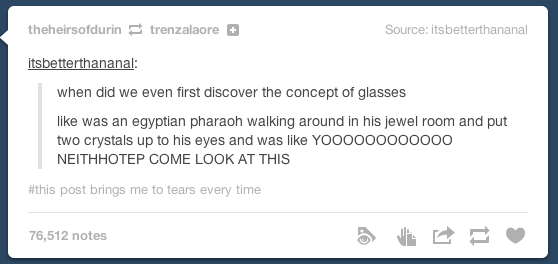 theheirsofdurin trenzalaore Source: itsbetterthananal
itsbetterthananal:
when did we even first discover the concept of glasses
like was an egyptian pharaoh walking around in his jewel room and put
two crystals up to his eyes and was like YOOOOOOOOOOOO
NEITHHOTEP COME LOOK AT THIS
#this post brings me to tears every time
76,512 notes